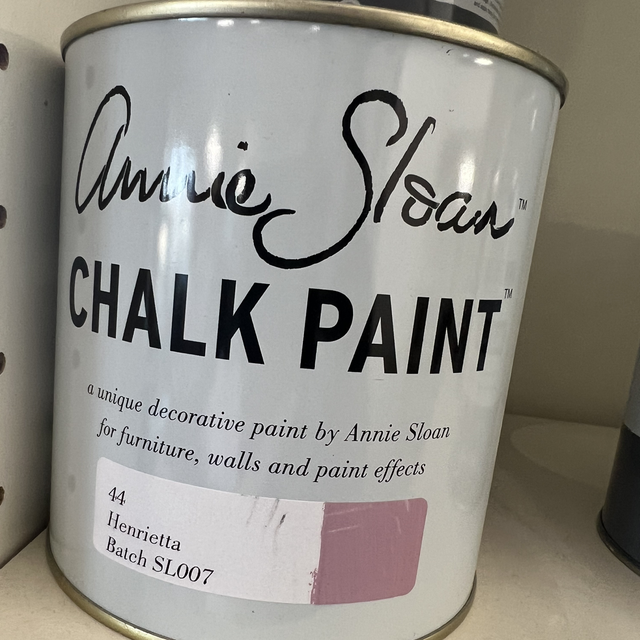 Annie Sloan™
CHALK PAINT™
a unique decorative paint by Annie Sloan
for furniture, walls and paint effects
44
Henrietta
Batch SL007